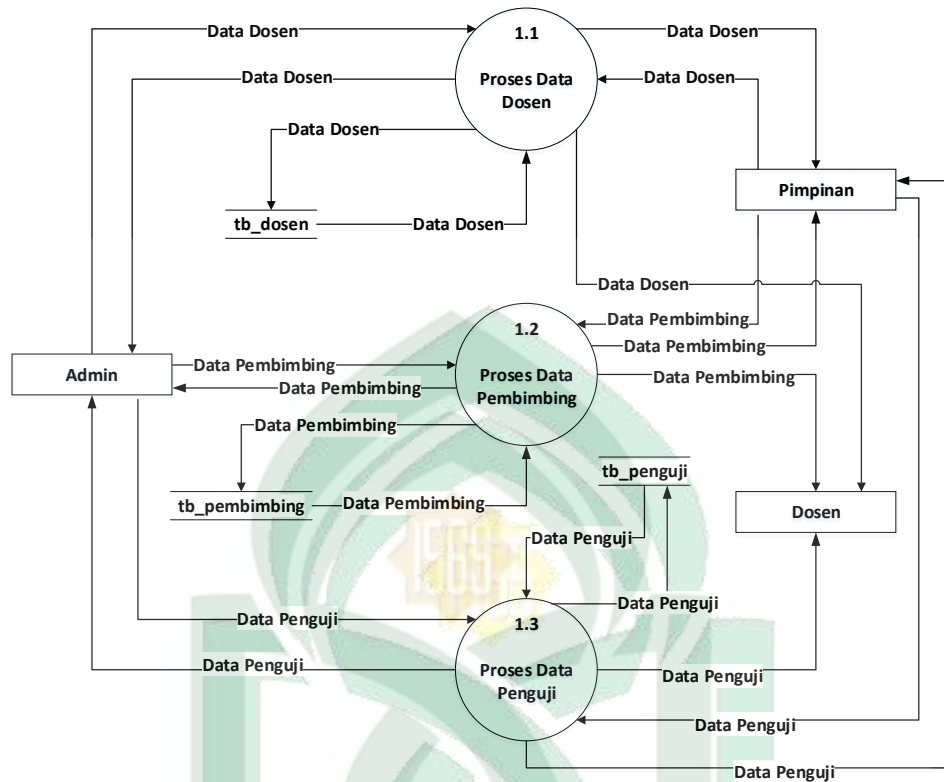 Data Dosen
1.1
Data Dosen
Data Dosen
Proses Data
Dosen
Data Dosen
Data Dosen
Pimpinan
tb_dosen
Data Dosen
Data Dosen
1.2
Data Pembimbing
Data Pembimbing
Admin
Data Pembimbing
Proses Data
Pembimbing
Data Pembimbing
Data Pembimbing
Data Pembimbing
tb_penguji
tb_pembimbing
Data Pembimbing
Dosen
Data Penguji
Data Penguji
Data Penguji
1.3
Data Penguji
Proses Data
Penguji
Data Penguji
Data Penguji
Data Penguji